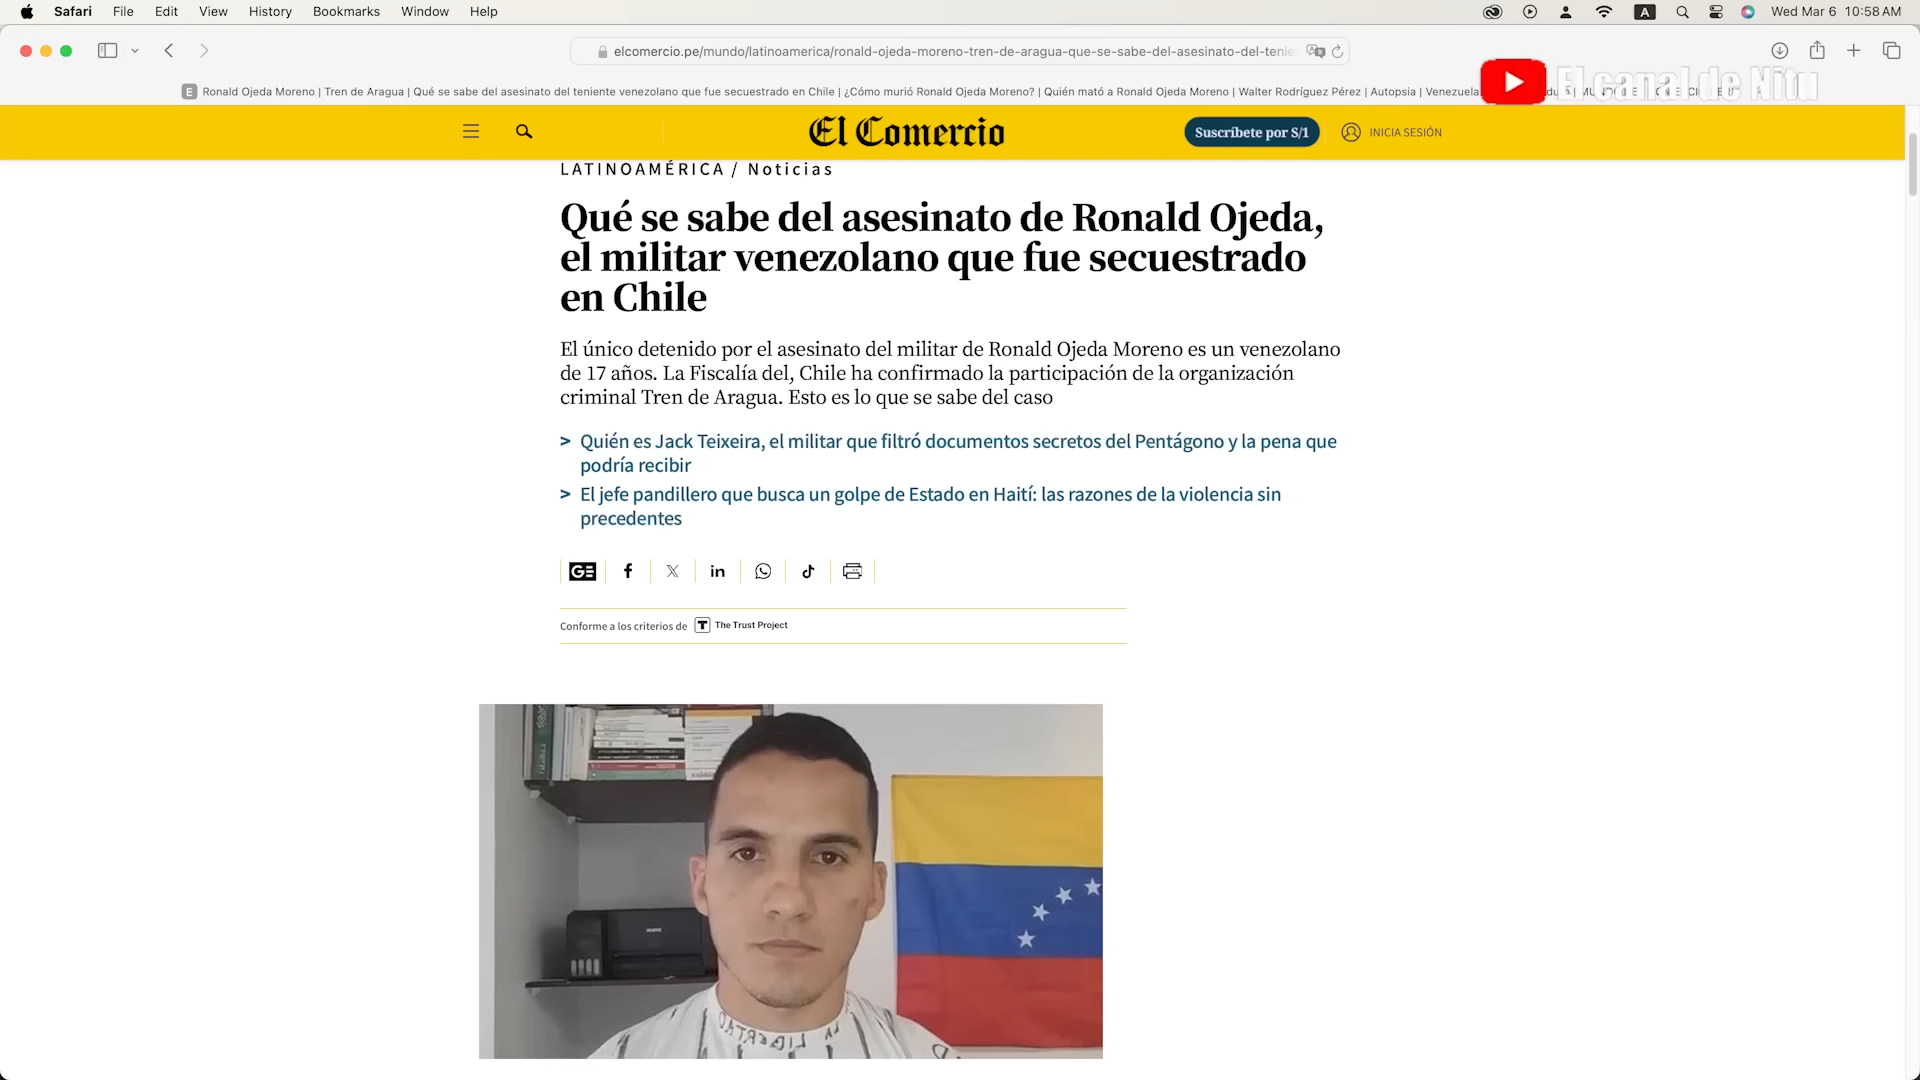 Safari File Edit View History Bookmarks Window Help
A
Wed Mar 6 10:58 AM
elcomercio.pe/mundo/latinoamerica/ronald-ojeda-moreno-tren-de-aragua-que-se-sabe-del-asesinato-del-tenie
E Ronald Ojeda Moreno | Tren de Aragua | Qué se sabe del asesinato del teniente venezolano que fue secuestrado en Chile | ¿Cómo murió Ronald Ojeda Moreno? | Quién mató a Ronald Ojeda Moreno | Walter Rodríguez Pérez | Autopsia | Venezuela
El canal de Nitu
El Comercio
Suscríbete por S/1
INICIA SESIÓN
LATINOAMÉRICA / Noticias
Qué se sabe del asesinato de Ronald Ojeda,
el militar venezolano que fue secuestrado
en Chile
El único detenido por el asesinato del militar de Ronald Ojeda Moreno es un venezolano
de 17 años. La Fiscalía del, Chile ha confirmado la participación de la organización
criminal Tren de Aragua. Esto es lo que se sabe del caso
> Quién es Jack Teixeira, el militar que filtró documentos secretos del Pentágono y la pena que
podría recibir
> El jefe pandillero que busca un golpe de Estado en Haití: las razones de la violencia sin
precedentes
Conforme a los criterios de T The Trust Project
LA LIBERTAD